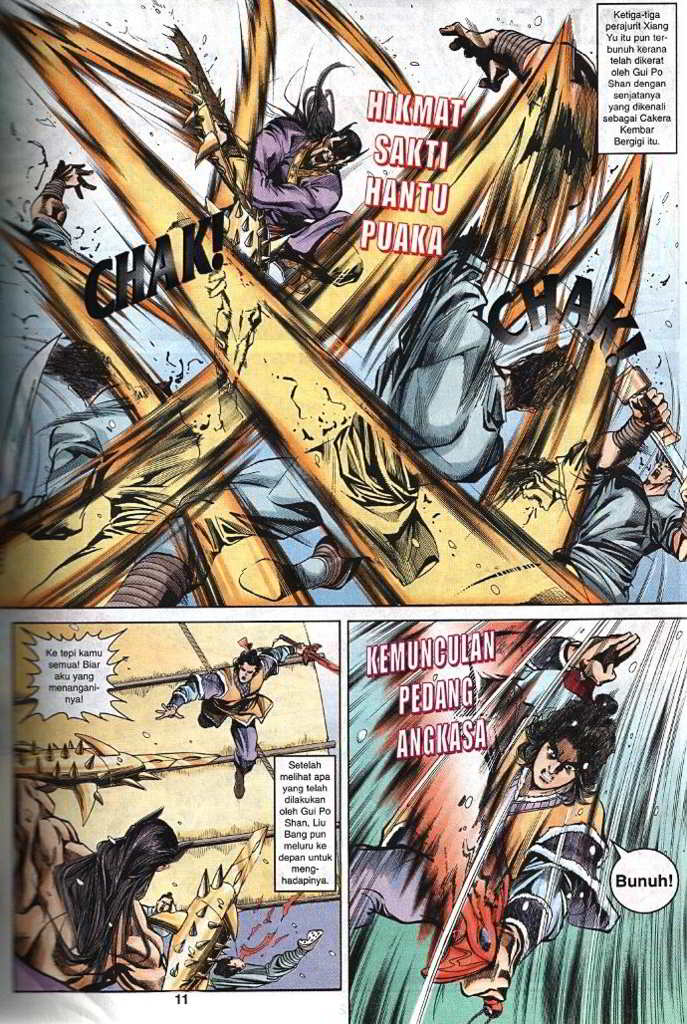 Ketiga-tiga
perajurit Xiang
Yu itu pun ter-
bunuh kerana
telah dikerat
oleh Gui Po
Shan dengan
senjatanya
yang dikenali
sebagai Cakera
Kembar
Bergigi itu.
HIKMAT
SAKTI
HANTU
PUAKA
CHAK!
CHAK!
Ke tepi kamu
semua! Biar
aku yang
menangani-
nya!
Setelah
melihat apa
yang telah
dilakukan
oleh Gui Po
Shan, Liu
Bang pun
meluru ke
depan untuk
meng-
hadapinya.
KEMUNCULAN
PEDANG
ANGKASA
Bunuh!
11